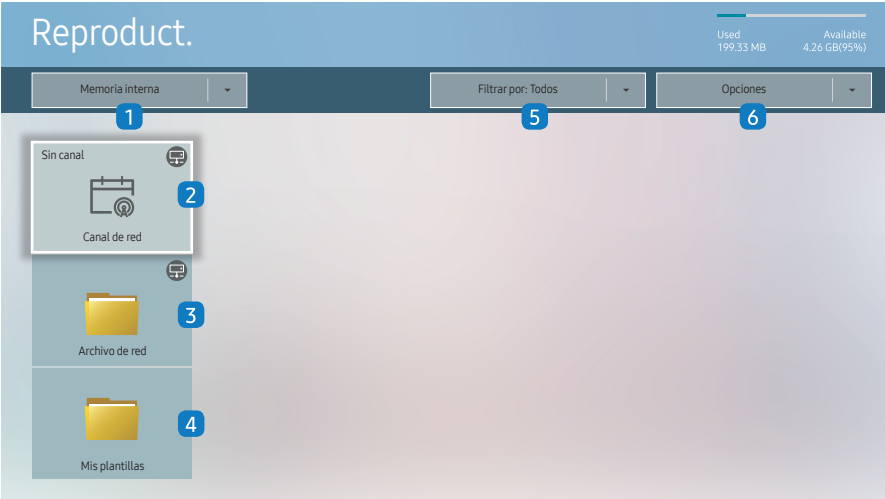 Reproduct.
Used Available
199.33 MB 4.26 GB(95%)
Memoria interna
Filtrar por: Todos
Opciones
1
5
6
Sin canal
2
Canal de red
3
Archivo de red
4
Mis plantillas